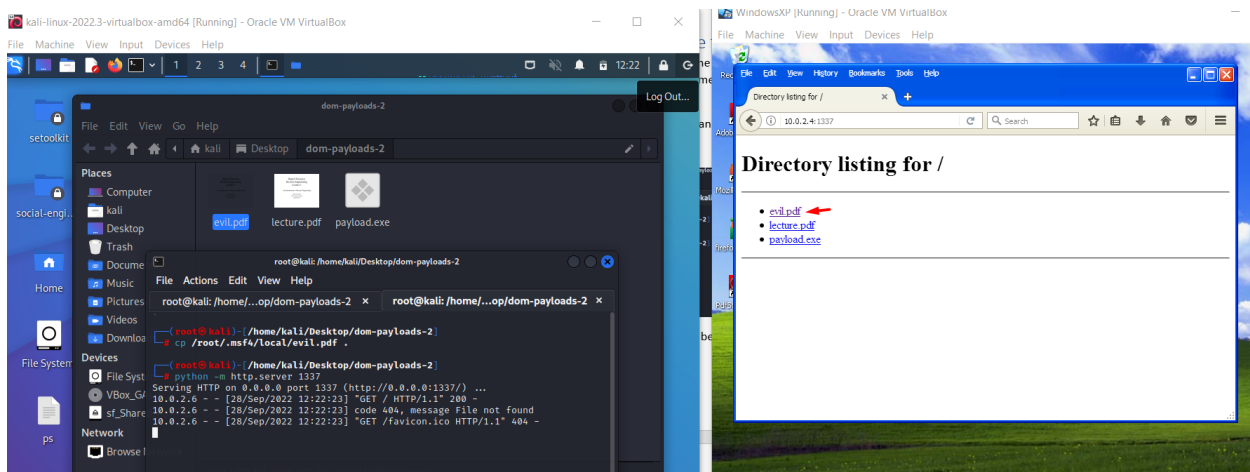 kali-linux-2022.3-virtualbox-amd64 [Running] - Oracle VM VirtualBox
File Machine View Input Devices Help
1 2 3 4
12:22
Log Out...
setoolkit
social-engi...
Home
File System
ps
dom-payloads-2
File Edit View Go Help
kali Desktop dom-payloads-2
Places
Computer
kali
Desktop
Trash
Docume
Music
Pictures
Videos
Downloa
Devices
File Syst
VBox_GA
sf_Share
Network
Browse
evil.pdf lecture.pdf payload.exe
root@kali: /home/kali/Desktop/dom-payloads-2
File Actions Edit View Help
root@kali: /home/...op/dom-payloads-2 × root@kali: /home/...op/dom-payloads-2 ×
(root㉿kali)-[/home/kali/Desktop/dom-payloads-2]
# cp /root/.msf4/local/evil.pdf .
(root㉿kali)-[/home/kali/Desktop/dom-payloads-2]
# python -m http.server 1337
Serving HTTP on 0.0.0.0 port 1337 (http://0.0.0.0:1337/) ...
10.0.2.6 - - [28/Sep/2022 12:22:23] "GET / HTTP/1.1" 200 -
10.0.2.6 - - [28/Sep/2022 12:22:23] code 404, message File not found
10.0.2.6 - - [28/Sep/2022 12:22:23] "GET /favicon.ico HTTP/1.1" 404 -
WindowsXP [Running] - Oracle VM VirtualBox
File Machine View Input Devices Help
File Edit View History Bookmarks Tools Help
Directory listing for / × +
10.0.2.4:1337
Search
Directory listing for /
evil.pdf
lecture.pdf
payload.exe